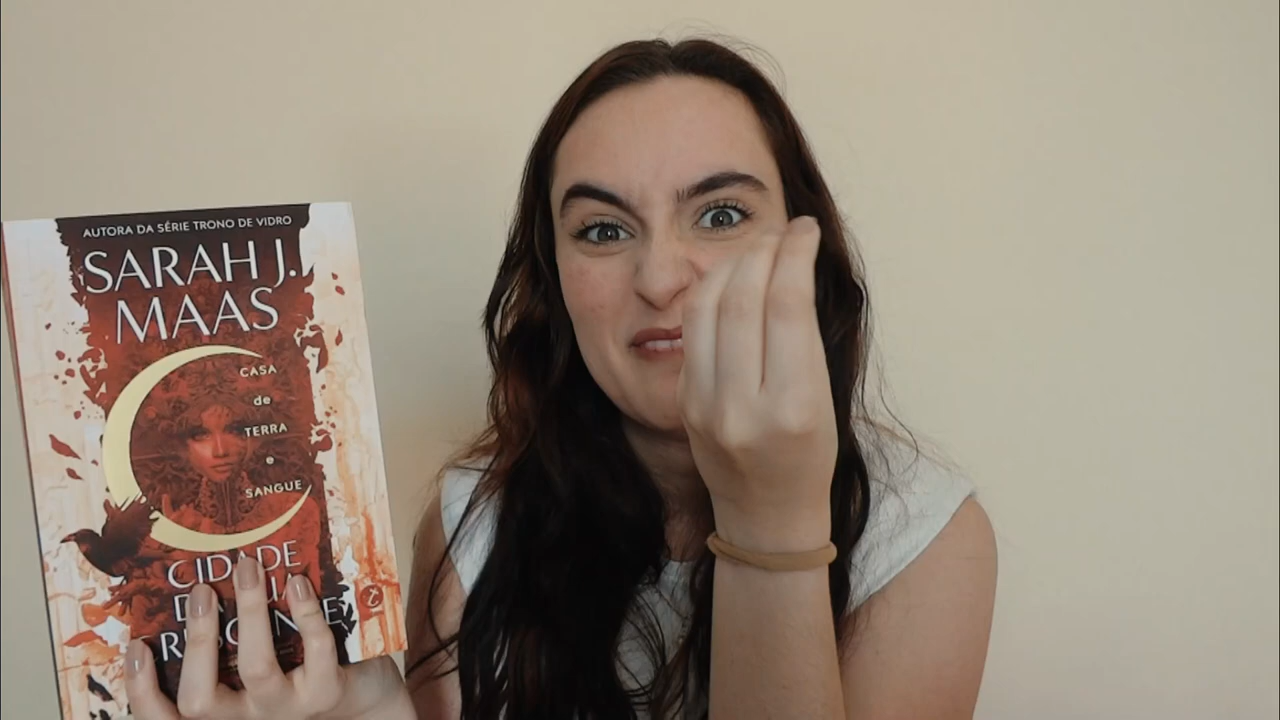 AUTORA DA SÉRIE TRONO DE VIDRO
SARAH J.
MAAS
CASA
de
TERRA
e
SANGUE
CIDADE